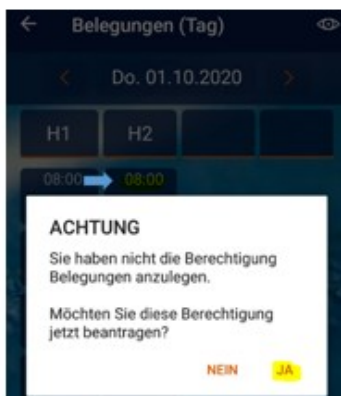 Belegungen (Tag)
Do. 01.10.2020
H1 H2
08:00 08:00
ACHTUNG
Sie haben nicht die Berechtigung
Belegungen anzulegen.
Möchten Sie diese Berechtigung
jetzt beantragen?
NEIN JA